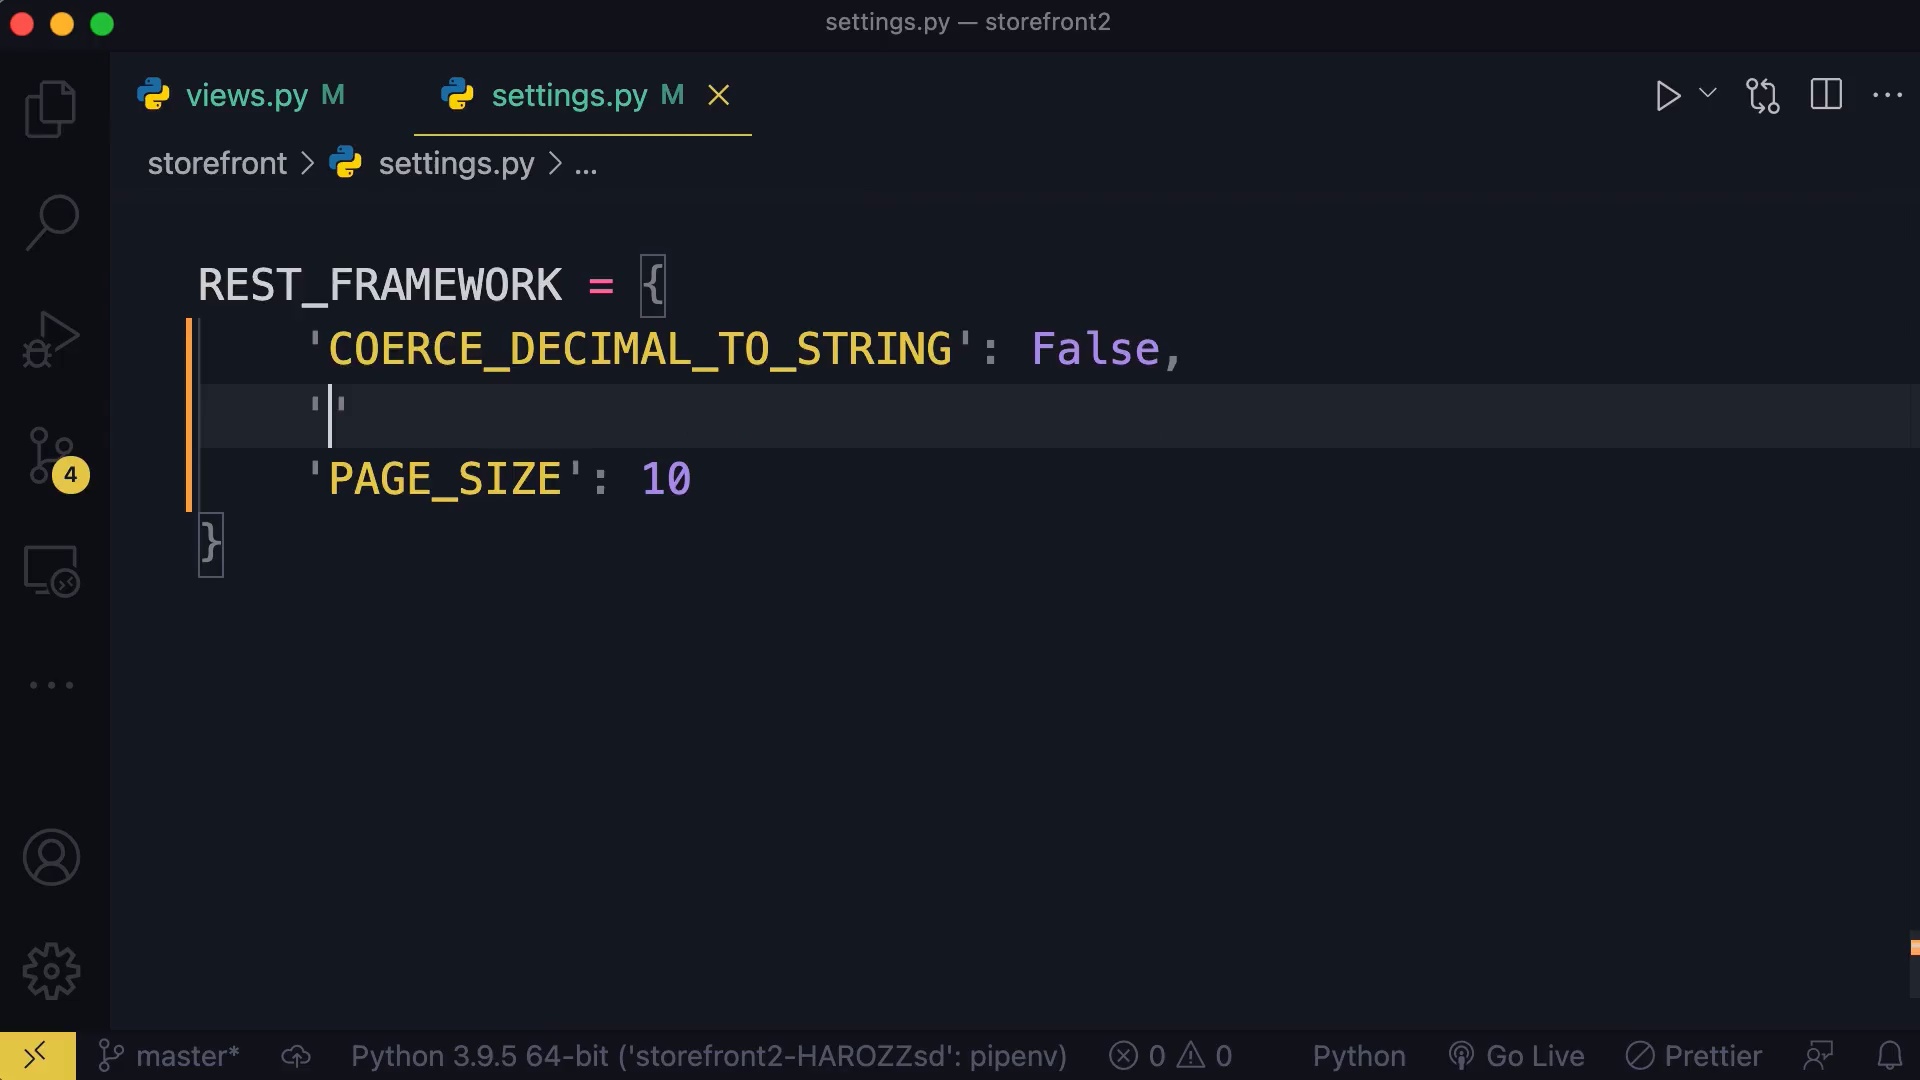 settings.py — storefront2
views.py M settings.py M
storefront > settings.py > ...
REST_FRAMEWORK = {
'COERCE_DECIMAL_TO_STRING': False,
''
'PAGE_SIZE': 10
}
4
master* Python 3.9.5 64-bit ('storefront2-HAROZZsd': pipenv) 0 0 Python Go Live Prettier